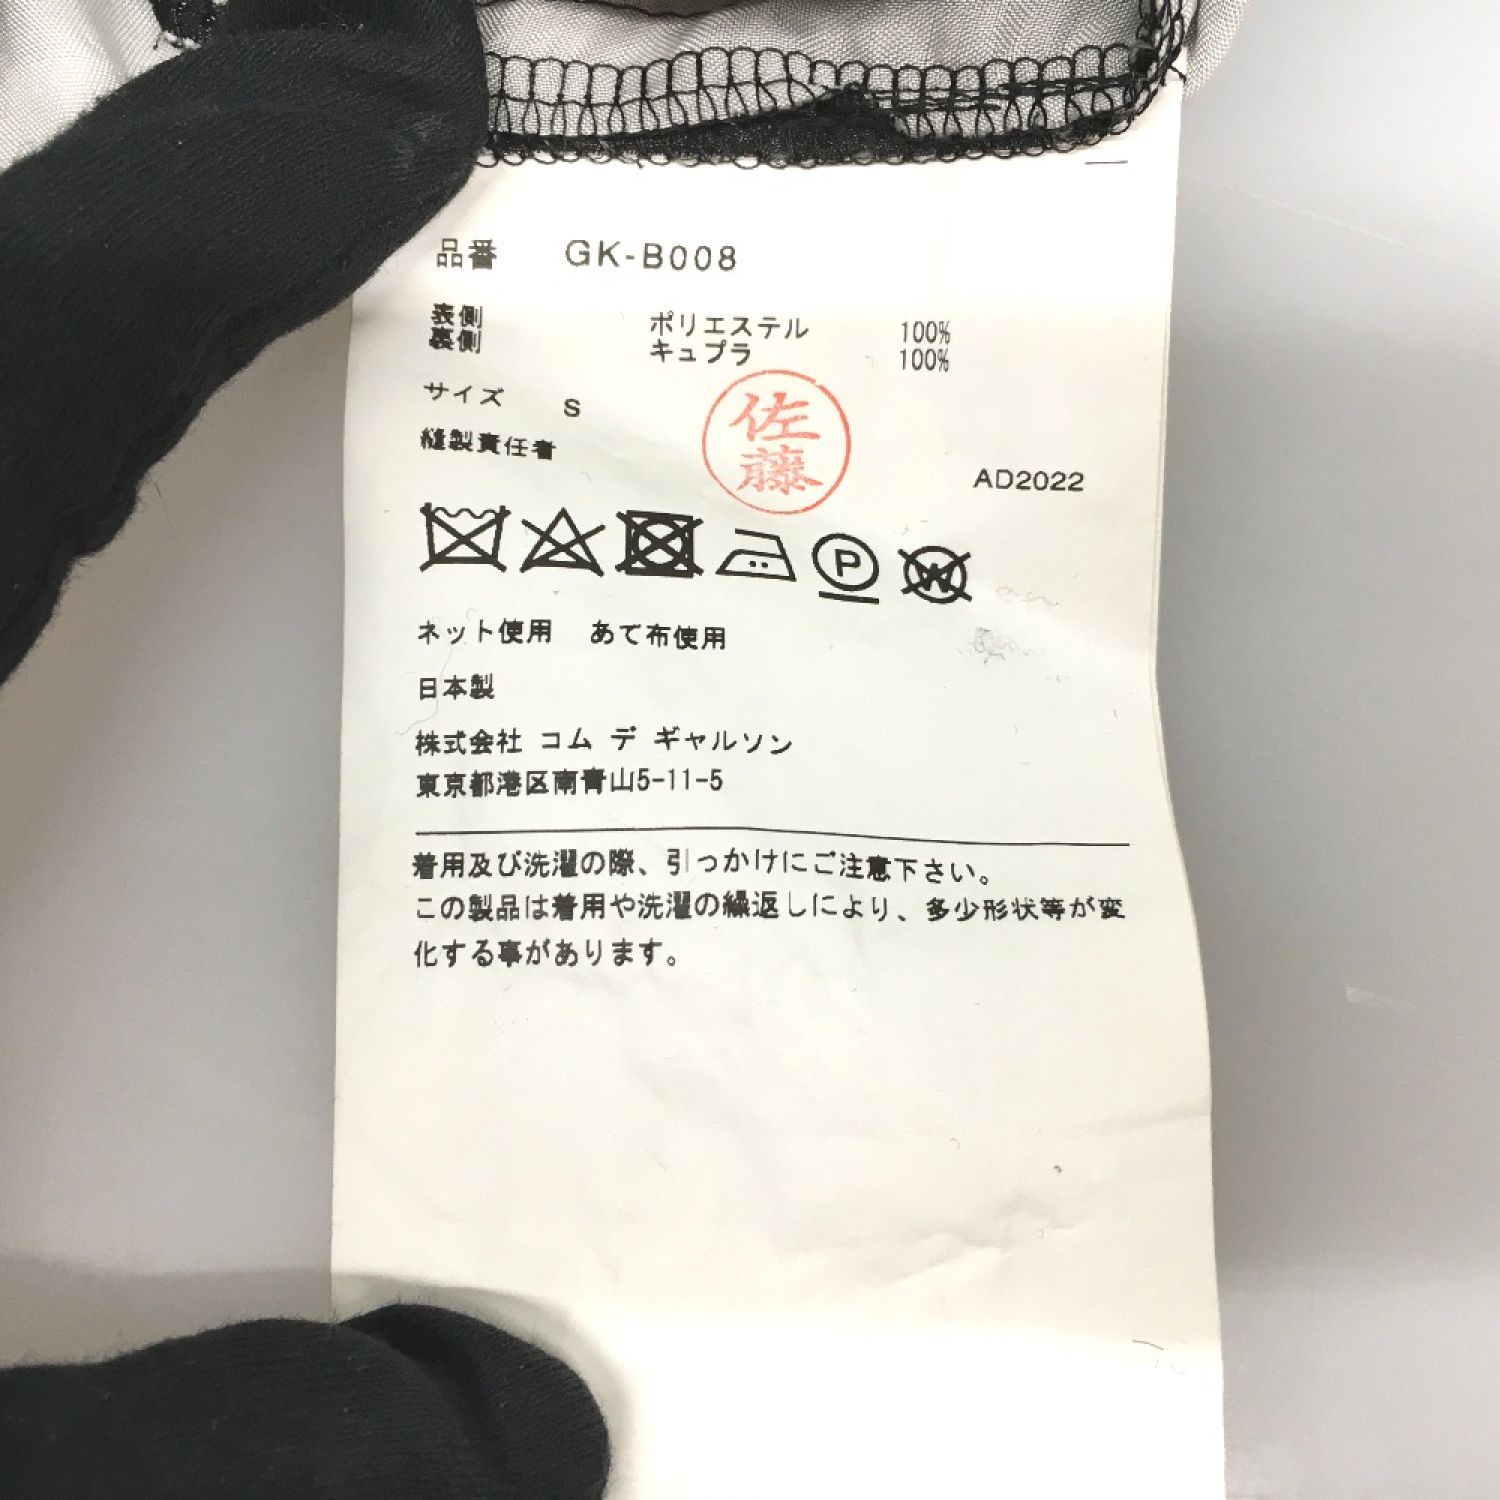 品番 GK-B008
表側 ポリエステル 100%
裏側 キュプラ 100%
サイズ S
縫製責任者 佐藤
AD2022
P W
ネット使用 あて布使用
日本製
株式会社 コム デ ギャルソン
東京都港区南青山5-11-5
着用及び洗濯の際、引っかけにご注意下さい。
この製品は着用や洗濯の繰返しにより、多少形状等が変
化する事があります。